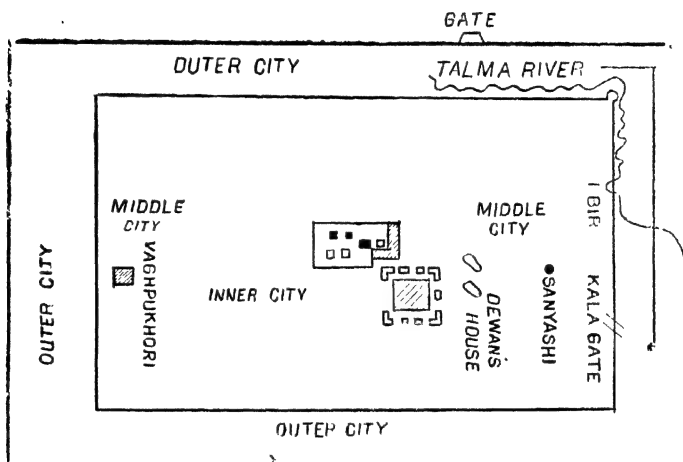 GATE
OUTER CITY
TALMA RIVER
MIDDLE
CITY
MIDDLE
CITY
I BIR
OUTER CITY
VAGHPUKHORI
INNER CITY
DEWAN'S
HOUSE
SANYASHI
KALA GATE
OUTER CITY